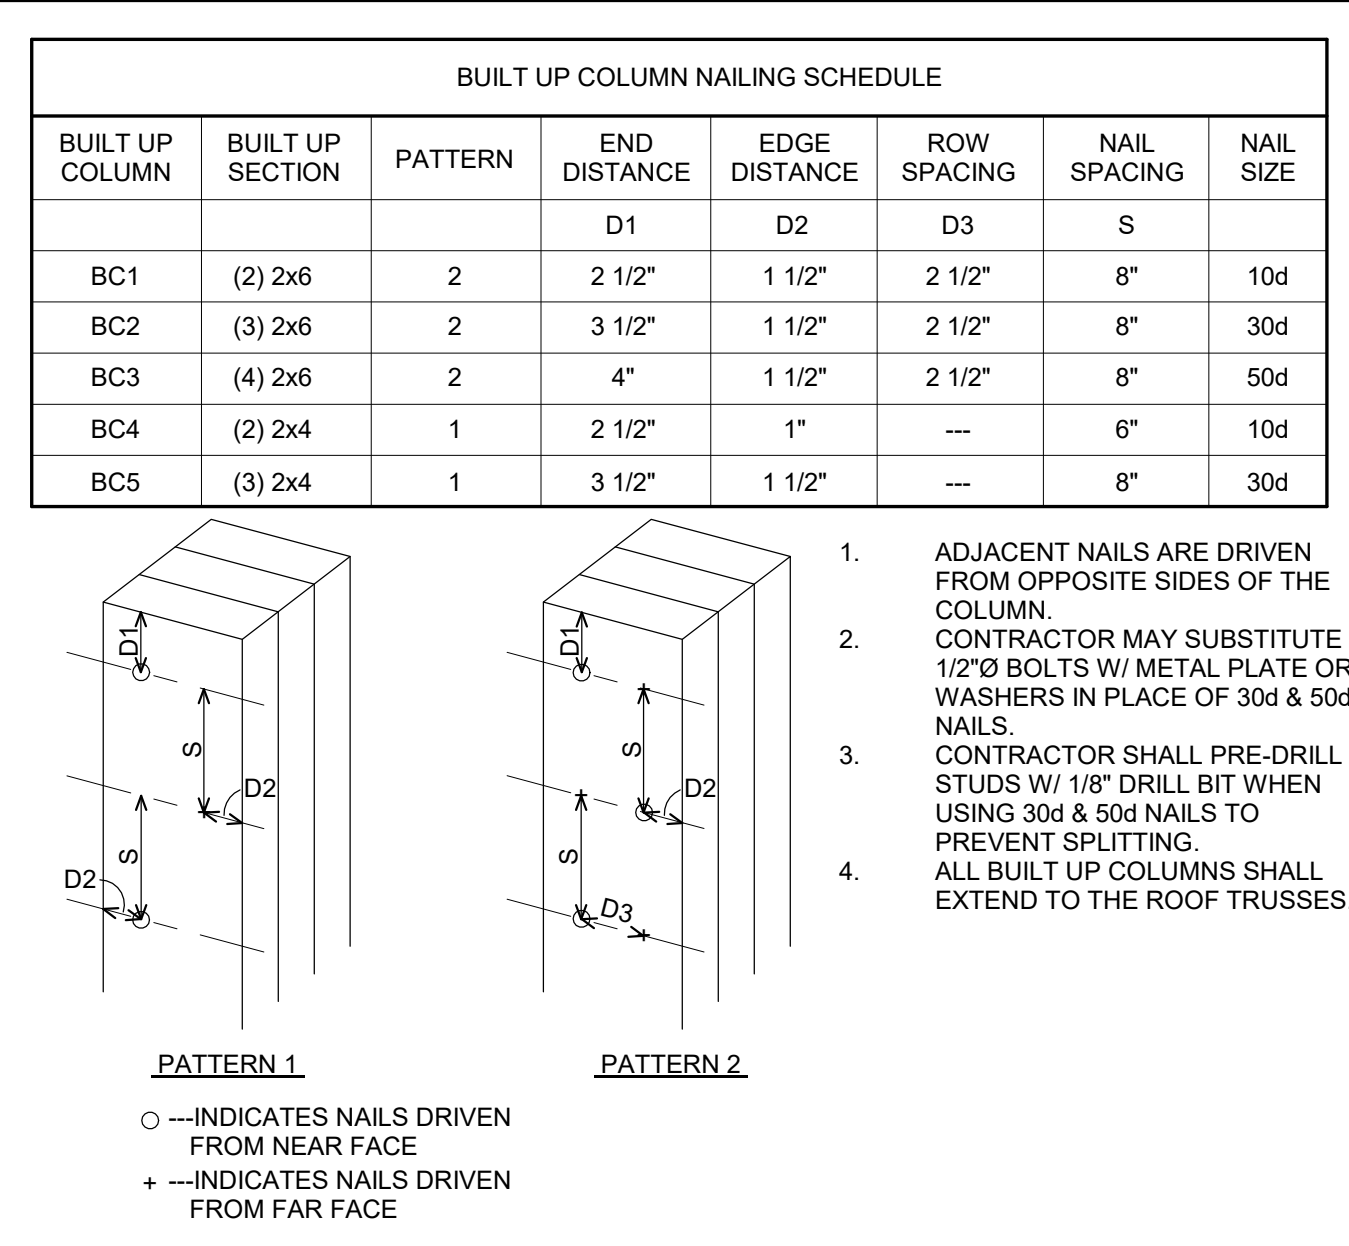 BUILT UP COLUMN NAILING SCHEDULE
BUILT UP COLUMN BUILT UP SECTION PATTERN END DISTANCE EDGE DISTANCE ROW SPACING NAIL SPACING NAIL SIZE
D1 D2 D3 S
BC1 (2) 2x6 2 2 1/2" 1 1/2" 2 1/2" 8" 10d
BC2 (3) 2x6 2 3 1/2" 1 1/2" 2 1/2" 8" 30d
BC3 (4) 2x6 2 4" 1 1/2" 2 1/2" 8" 50d
BC4 (2) 2x4 1 2 1/2" 1" --- 6" 10d
BC5 (3) 2x4 1 3 1/2" 1 1/2" --- 8" 30d
D1
S
D2
S
D2
PATTERN 1
D1
S
D2
S
D3
PATTERN 2
1. ADJACENT NAILS ARE DRIVEN
FROM OPPOSITE SIDES OF THE
COLUMN.
2. CONTRACTOR MAY SUBSTITUTE
1/2"Ø BOLTS W/ METAL PLATE OR
WASHERS IN PLACE OF 30d & 50d
NAILS.
3. CONTRACTOR SHALL PRE-DRILL
STUDS W/ 1/8" DRILL BIT WHEN
USING 30d & 50d NAILS TO
PREVENT SPLITTING.
4. ALL BUILT UP COLUMNS SHALL
EXTEND TO THE ROOF TRUSSES.
○ ---INDICATES NAILS DRIVEN
FROM NEAR FACE
+ ---INDICATES NAILS DRIVEN
FROM FAR FACE